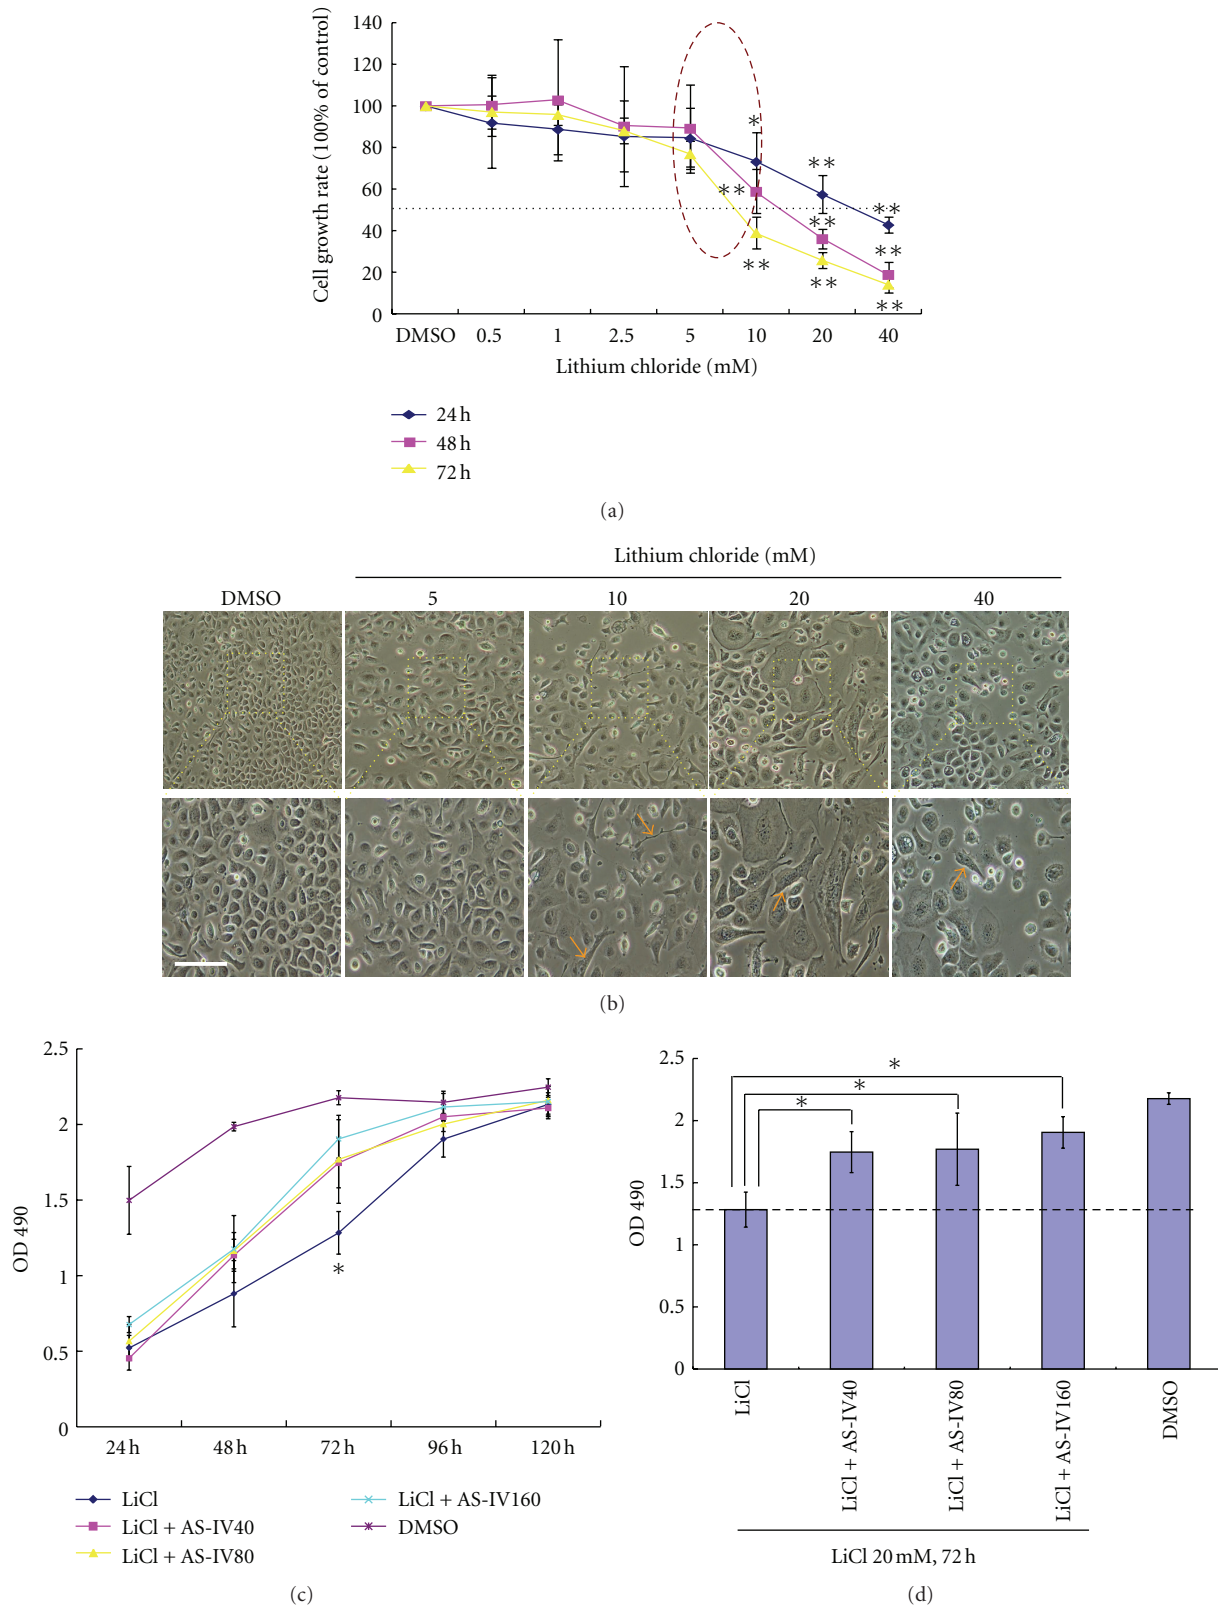 140
120
100
80
60
40
20
0
Cell growth rate (100% of control)
*
**
**
**
**
**
**
**
**
DMSO 0.5 1 2.5 5 10 20 40
Lithium chloride (mM)
24 h
48 h
72 h
(a)
Lithium chloride (mM)
DMSO 5 10 20 40
(b)
2.5
2
1.5
1
0.5
0
OD 490
*
24 h 48 h 72 h 96 h 120 h
LiCl
LiCl + AS-IV40
LiCl + AS-IV80
LiCl + AS-IV160
DMSO
(c)
2.5
2
1.5
1
0.5
0
OD 490
*
*
*
LiCl
LiCl + AS-IV40
LiCl + AS-IV80
LiCl + AS-IV160
DMSO
LiCl 20 mM, 72 h
(d)